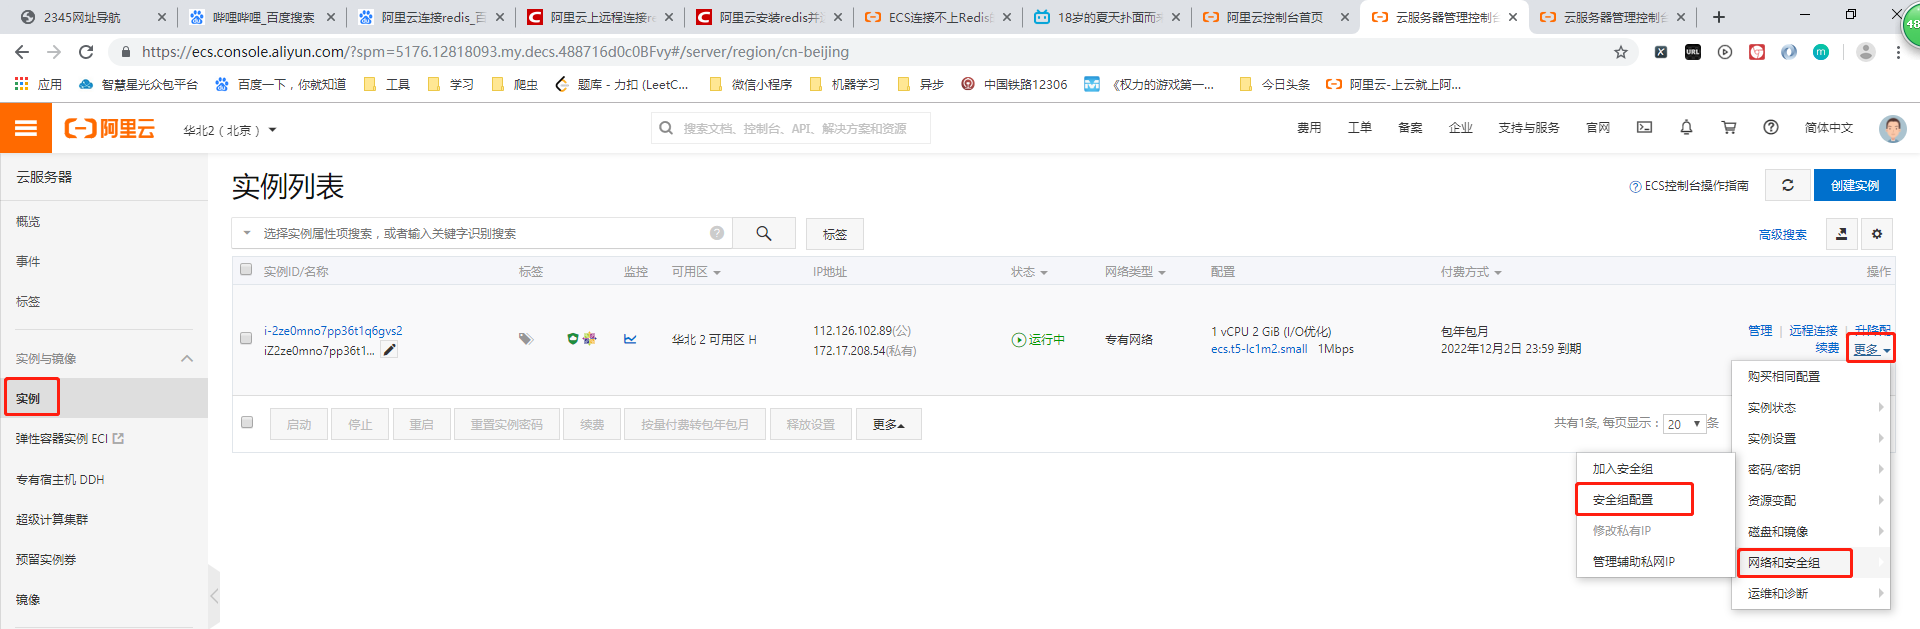 2345网址导航
哔哩哔哩_百度搜索
阿里云连接redis_百
阿里云上远程连接re
阿里云安装redis并远
ECS连接不上Redis的
18岁的夏天扑面而来
阿里云控制台首页
云服务器管理控制台
云服务器管理控制台
48
https://ecs.console.aliyun.com/?spm=5176.12818093.my.decs.488716d0c0BFvy#/server/region/cn-beijing
应用
智慧星光众包平台
百度一下，你就知道
工具
学习
爬虫
题库 - 力扣 (LeetC...
微信小程序
机器学习
异步
中国铁路12306
《权力的游戏第一...
今日头条
阿里云-上云就上阿...
阿里云
华北2（北京）
搜索文档、控制台、API、解决方案和资源
费用
工单
备案
企业
支持与服务
官网
简体中文
云服务器
概览
事件
标签
实例与镜像
实例
弹性容器实例 ECI
专有宿主机 DDH
超级计算集群
预留实例券
镜像
实例列表
ECS控制台操作指南
创建实例
选择实例属性项搜索，或者输入关键字识别搜索
标签
高级搜索
实例ID/名称
标签
监控
可用区
IP地址
状态
网络类型
配置
付费方式
操作
i-2ze0mno7pp36t1q6gvs2
iZ2ze0mno7pp36t1...
华北 2 可用区 H
112.126.102.89(公)
172.17.208.54(私有)
运行中
专有网络
1 vCPU 2 GiB (I/O优化)
ecs.t5-lc1m2.small 1Mbps
包年包月
2022年12月2日 23:59 到期
管理 | 远程连接 | 升降配
续费
更多
启动
停止
重启
重置实例密码
续费
按量付费转包年包月
释放设置
更多
共有1条, 每页显示：20 条
购买相同配置
实例状态
实例设置
密码/密钥
资源变配
磁盘和镜像
网络和安全组
运维和诊断
加入安全组
安全组配置
修改私有IP
管理辅助私网IP